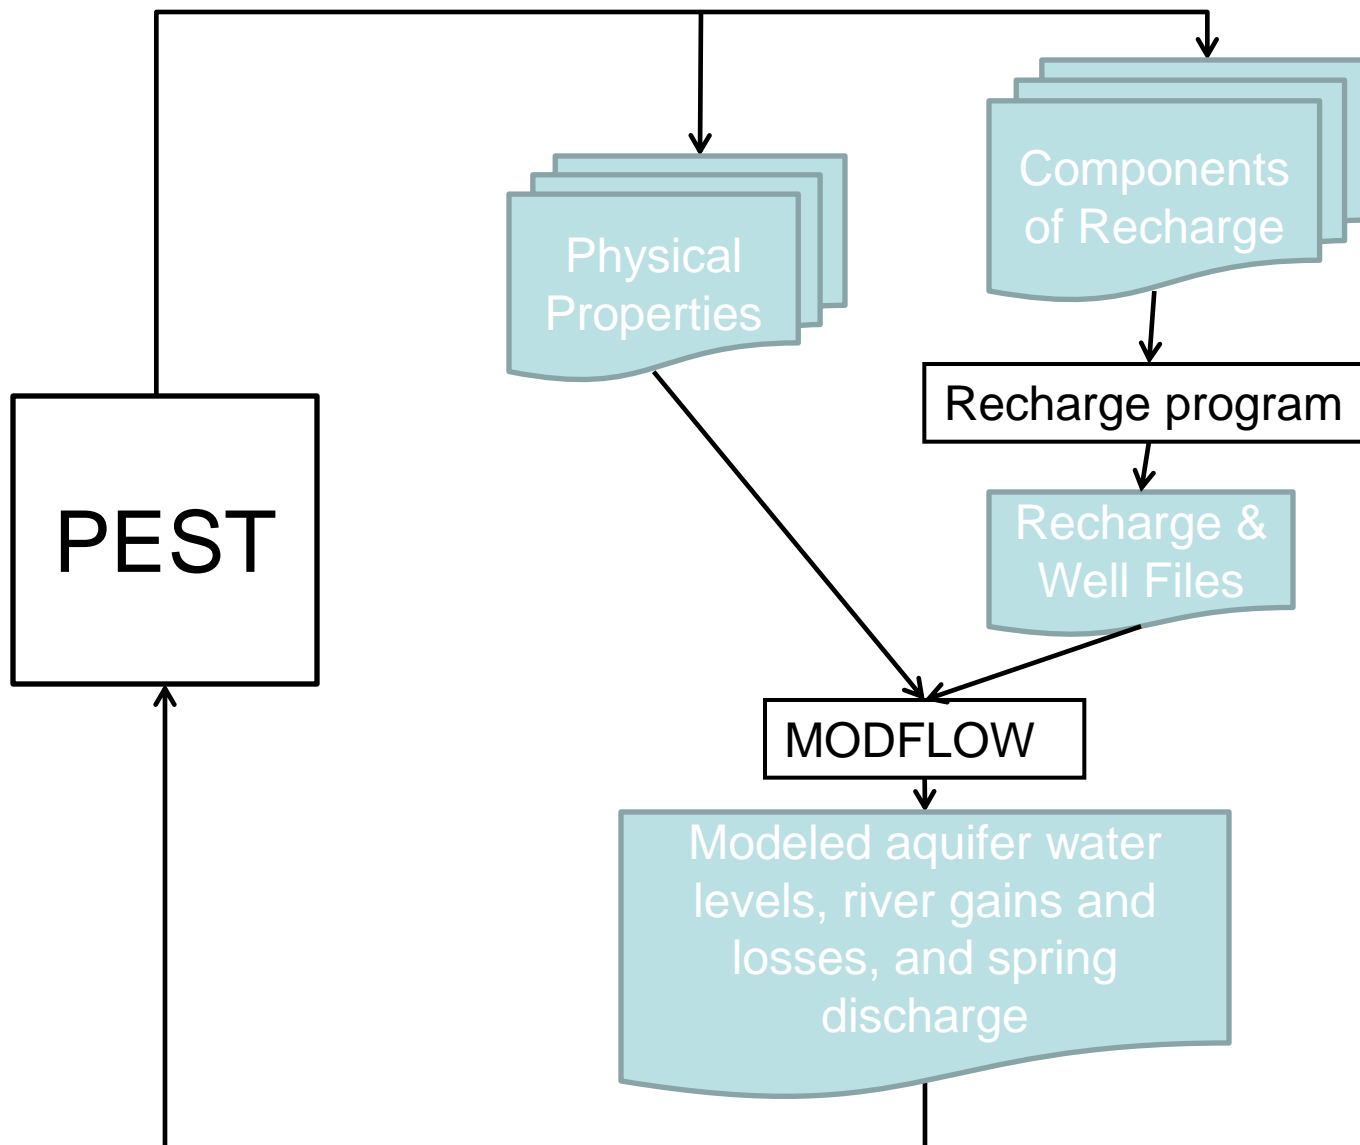 Components
of Recharge
Physical
Properties
Recharge program
PEST
Recharge &
Well Files
MODFLOW
Modeled aquifer water
levels, river gains and
losses, and spring
discharge